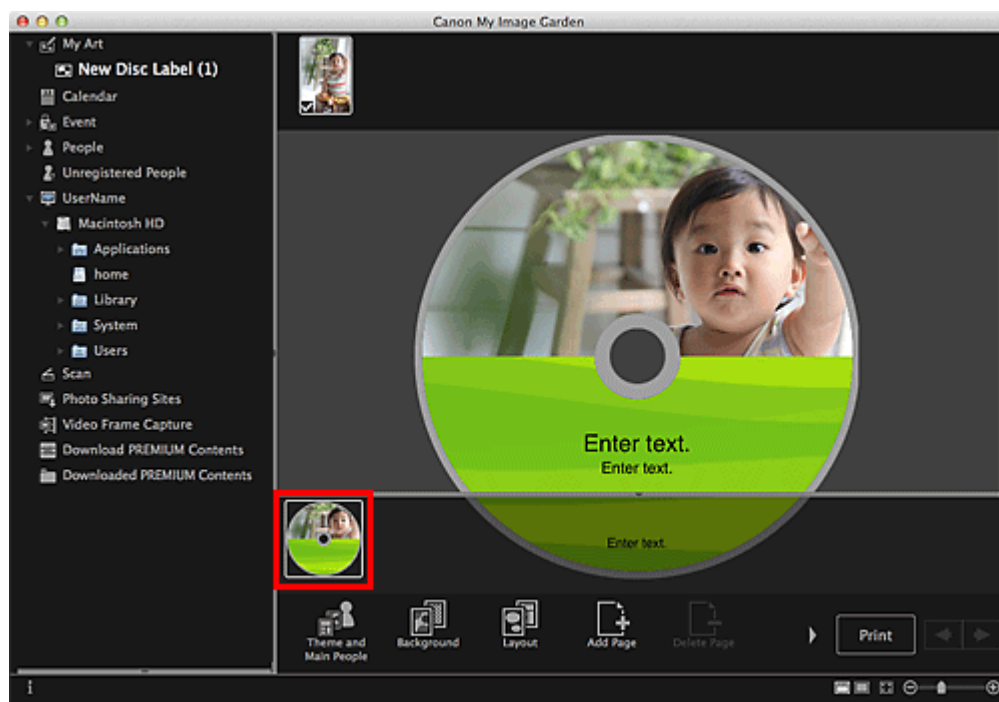 Canon My Image Garden
My Art
New Disc Label (1)
Calendar
Event
People
Unregistered People
UserName
Macintosh HD
Applications
home
Library
System
Users
Scan
Photo Sharing Sites
Video Frame Capture
Download PREMIUM Contents
Downloaded PREMIUM Contents
Enter text.
Enter text.
Enter text.
Theme and
Main People
Background
Layout
Add Page
Delete Page
Print